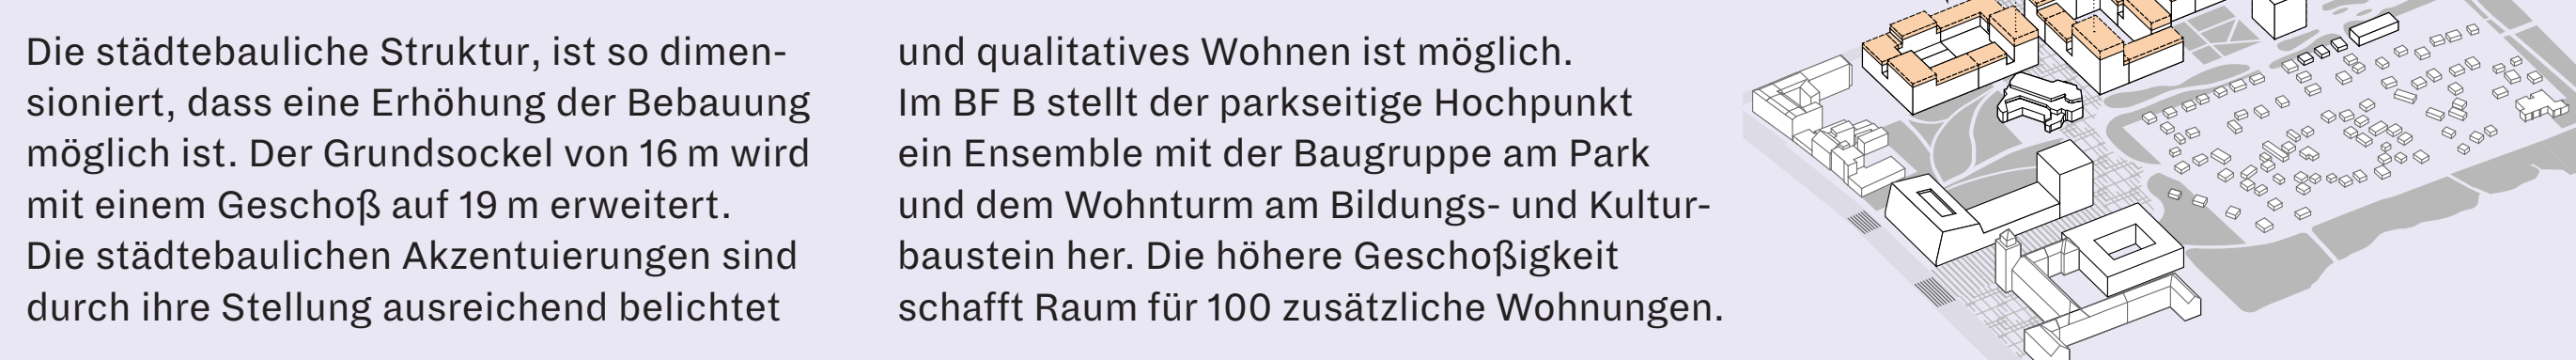 Die städtebauliche Struktur, ist so dimen-
sioniert, dass eine Erhöhung der Bebauung
möglich ist. Der Grundsockel von 16 m wird
mit einem Geschoß auf 19 m erweitert.
Die städtebaulichen Akzentuierungen sind
durch ihre Stellung ausreichend belichtet
und qualitatives Wohnen ist möglich.
Im BF B stellt der parkseitige Hochpunkt
ein Ensemble mit der Baugruppe am Park
und dem Wohnturm am Bildungs- und Kultur-
baustein her. Die höhere Geschoßigkeit
schafft Raum für 100 zusätzliche Wohnungen.